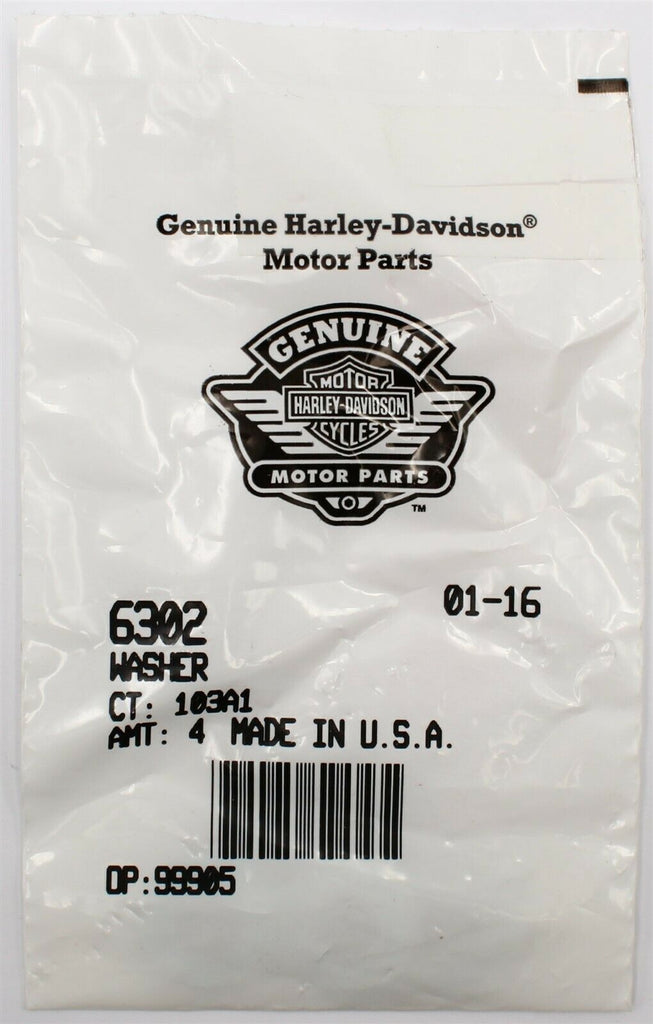 Genuine Harley-Davidson®
Motor Parts
GENUINE
MOTOR
HARLEY-DAVIDSON
CYCLES
MOTOR PARTS
TM
01-16
6302
WASHER
CT: 103A1
AMT: 4 MADE IN U.S.A.
OP:99905